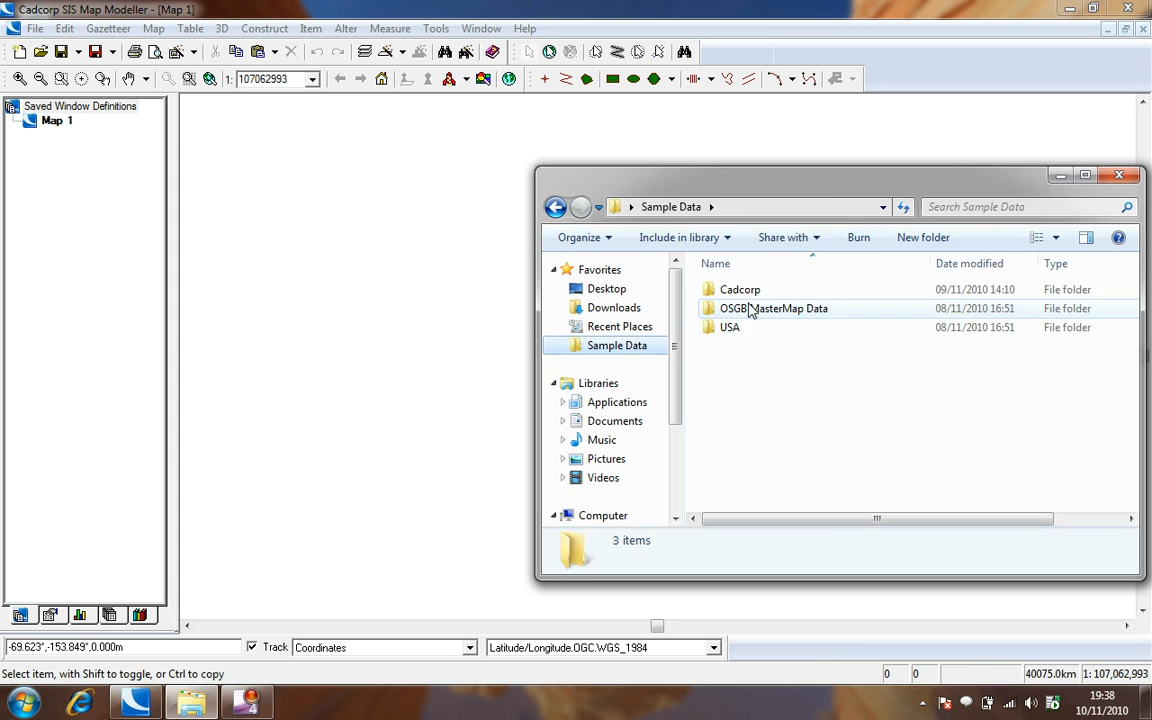 Cadcorp SIS Map Modeller - [Map 1]
File Edit Gazetteer Map Table 3D Construct Item Alter Measure Tools Window Help
1: 107062993
Saved Window Definitions
Map 1
Sample Data
Search Sample Data
Organize Include in library Share with Burn New folder
Name Date modified Type
Favorites
Desktop
Downloads
Recent Places
Sample Data
Libraries
Applications
Documents
Music
Pictures
Videos
Computer
Cadcorp 09/11/2010 14:10 File folder
OSGB MasterMap Data 08/11/2010 16:51 File folder
USA 08/11/2010 16:51 File folder
3 items
-69.623°,-153.849°,0.000m Track Coordinates Latitude/Longitude.OGC.WGS_1984
Select item, with Shift to toggle, or Ctrl to copy 0 0 40075.0km 1: 107,062,993
4
19:38
10/11/2010